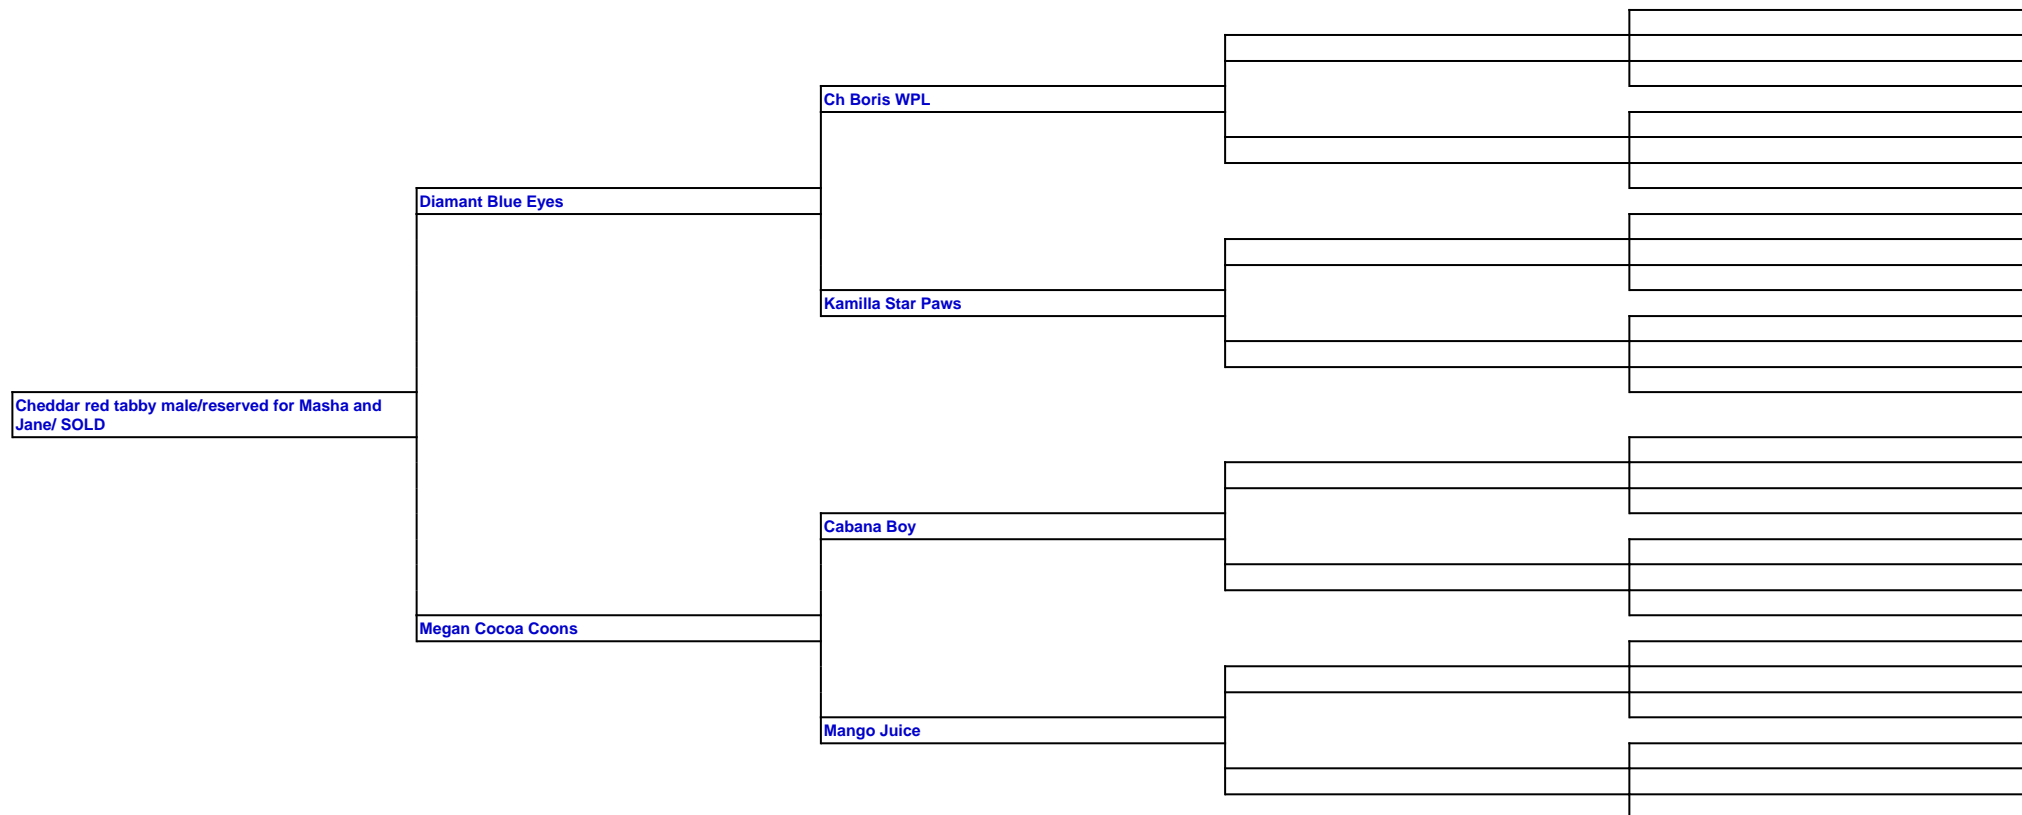 Ch Boris WPL
Diamant Blue Eyes
Kamilla Star Paws
Cheddar red tabby male/reserved for Masha and
Jane/ SOLD
Cabana Boy
Megan Cocoa Coons
Mango Juice